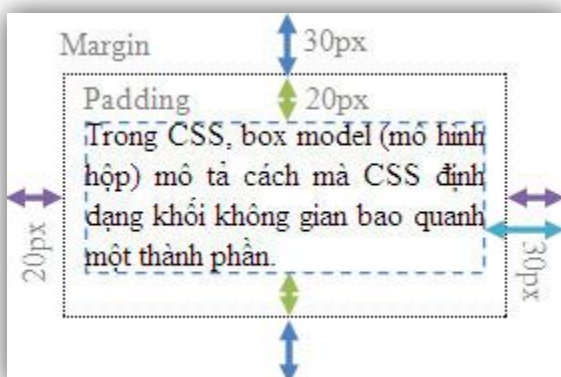 30px
Margin
Padding
20px
Trong CSS, box model (mô hình
hộp) mô tả cách mà CSS định
dạng khối không gian bao quanh
một thành phần.
20px
30px